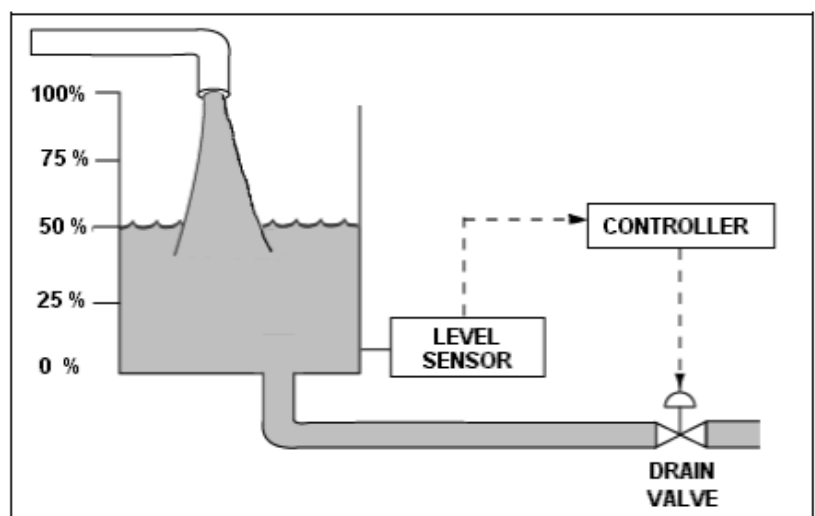 100%
75 %
50 %
25 %
0 %
LEVEL
SENSOR
CONTROLLER
DRAIN
VALVE